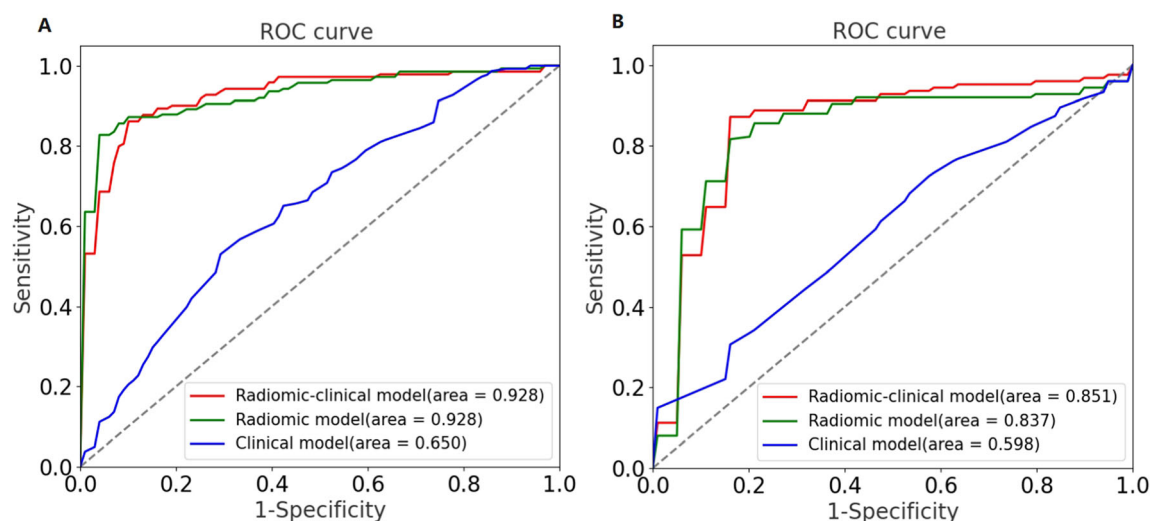 A
ROC curve
1.0
0.8
0.6
0.4
0.2
0.0
Sensitivity
Radiomic-clinical model(area = 0.928)
Radiomic model(area = 0.928)
Clinical model(area = 0.650)
0.0 0.2 0.4 0.6 0.8 1.0
1-Specificity
B
ROC curve
1.0
0.8
0.6
0.4
0.2
0.0
Sensitivity
Radiomic-clinical model(area = 0.851)
Radiomic model(area = 0.837)
Clinical model(area = 0.598)
0.0 0.2 0.4 0.6 0.8 1.0
1-Specificity